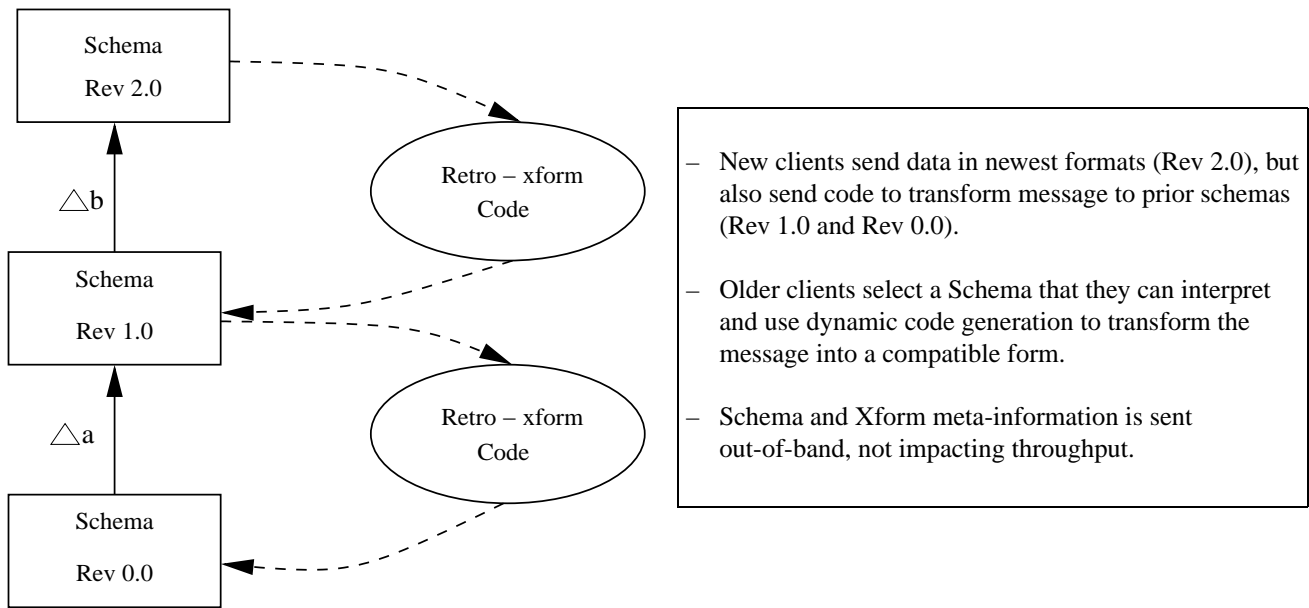 Schema
Rev 2.0
Retro – xform
Code
△b
Schema
Rev 1.0
Retro – xform
Code
△a
Schema
Rev 0.0
– New clients send data in newest formats (Rev 2.0), but
also send code to transform message to prior schemas
(Rev 1.0 and Rev 0.0).
– Older clients select a Schema that they can interpret
and use dynamic code generation to transform the
message into a compatible form.
– Schema and Xform meta-information is sent
out-of-band, not impacting throughput.